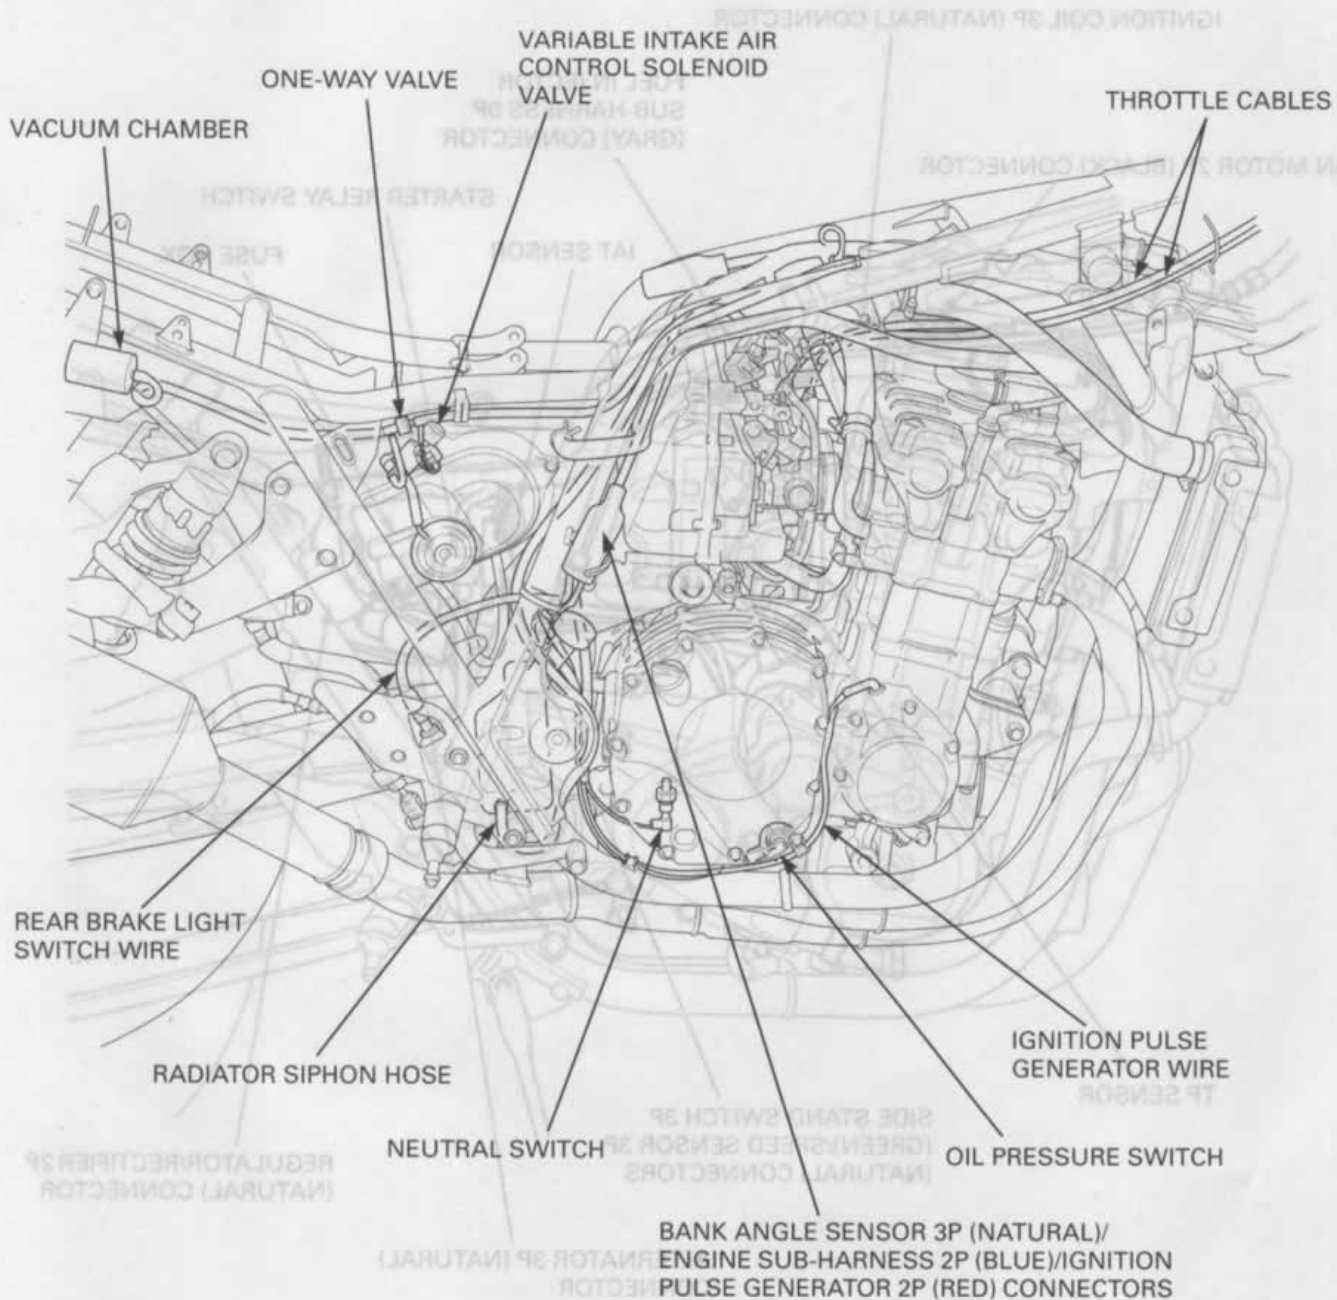 VARIABLE INTAKE AIR
CONTROL SOLENOID
VALVE
ONE-WAY VALVE
THROTTLE CABLES
VACUUM CHAMBER
REAR BRAKE LIGHT
SWITCH WIRE
RADIATOR SIPHON HOSE
NEUTRAL SWITCH
IGNITION PULSE
GENERATOR WIRE
OIL PRESSURE SWITCH
BANK ANGLE SENSOR 3P (NATURAL)/
ENGINE SUB-HARNESS 2P (BLUE)/IGNITION
PULSE GENERATOR 2P (RED) CONNECTORS